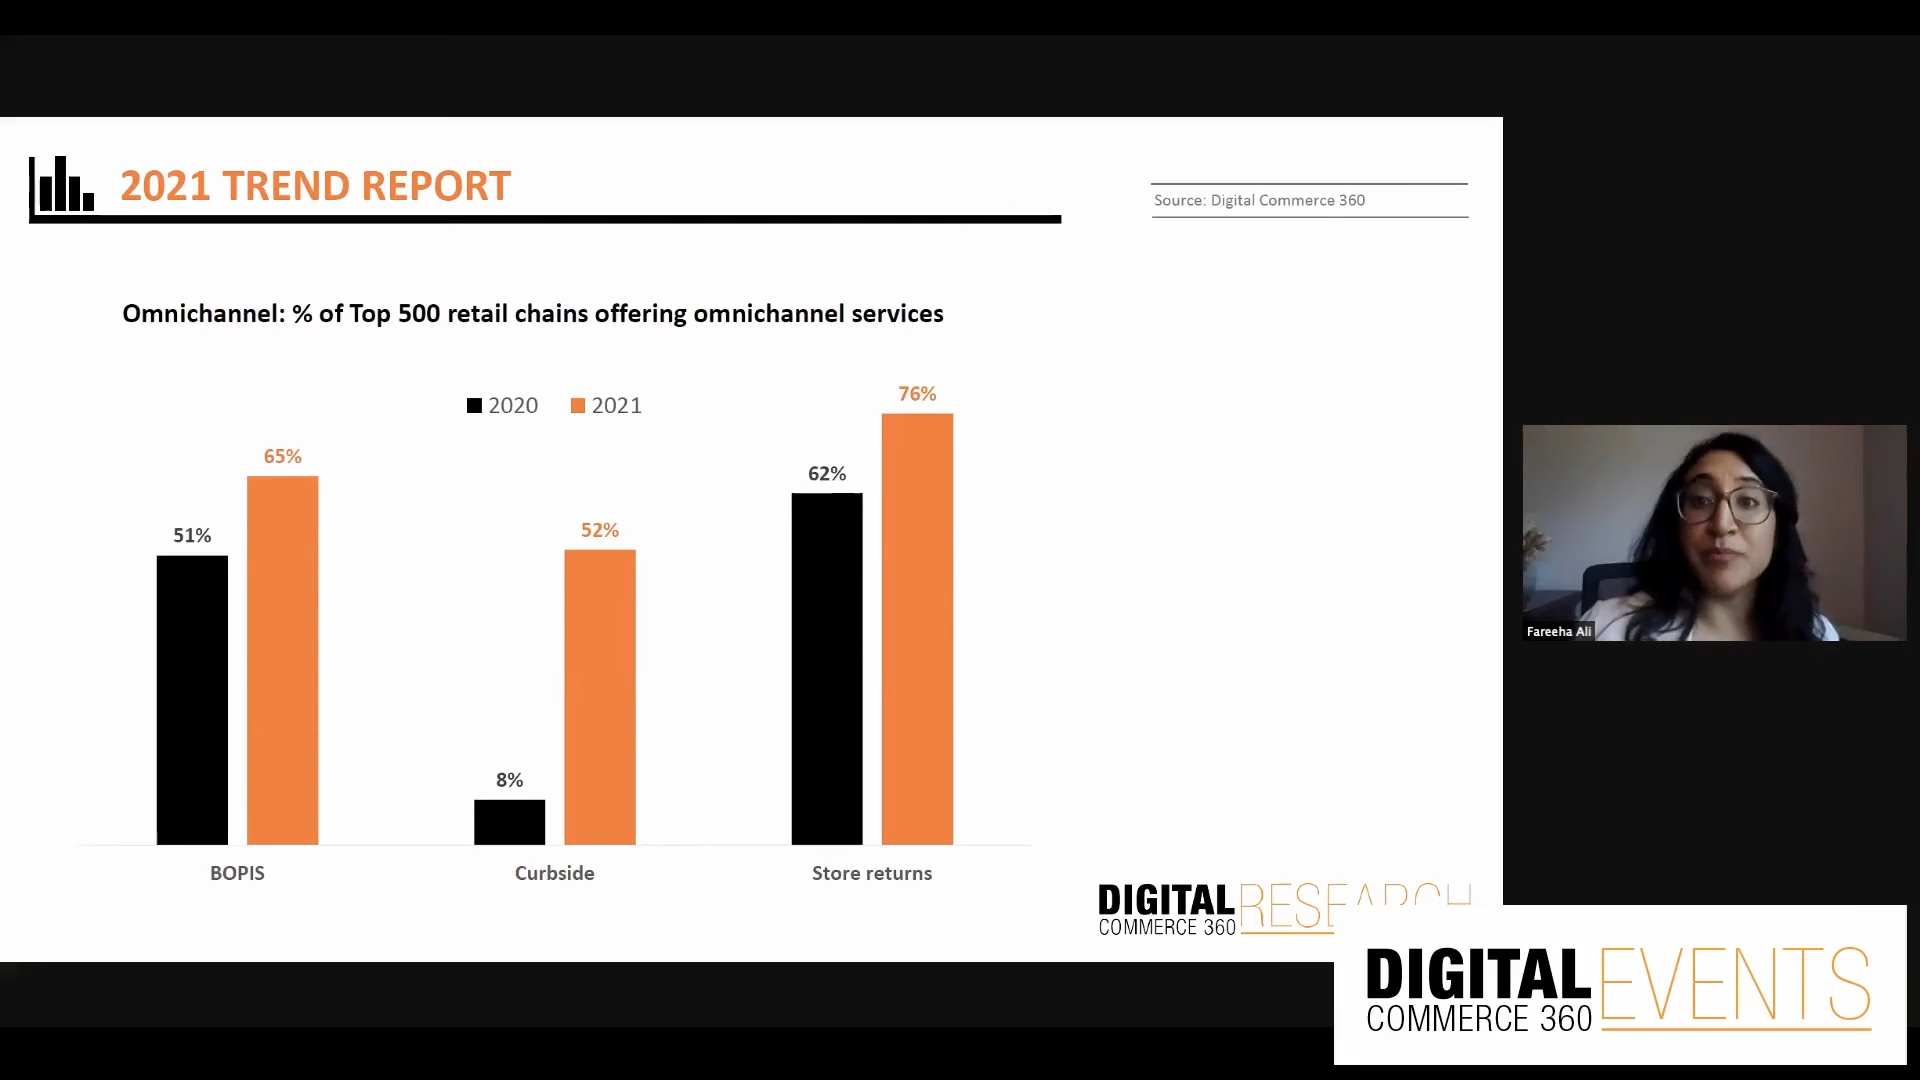 2021 TREND REPORT
Source: Digital Commerce 360
Omnichannel: % of Top 500 retail chains offering omnichannel services
2020 2021
51%
65%
8%
52%
62%
76%
BOPIS
Curbside
Store returns
Fareeha Ali
DIGITAL RESEARCH
COMMERCE 360
DIGITAL EVENTS
COMMERCE 360